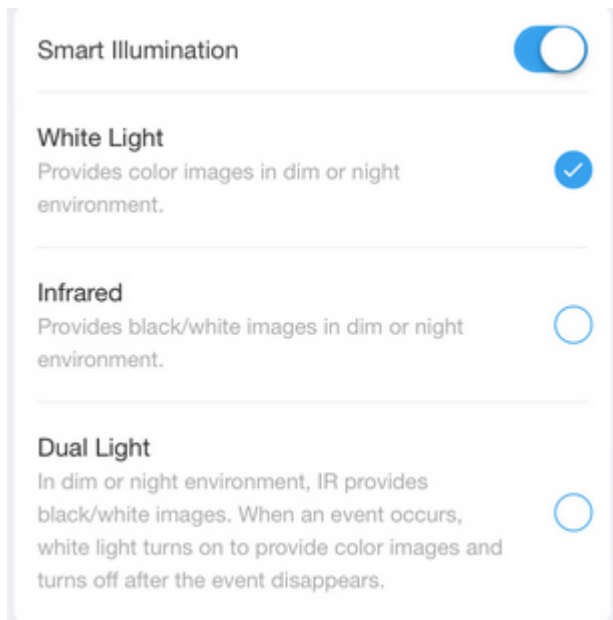 Smart Illumination
White Light
Provides color images in dim or night
environment.
Infrared
Provides black/white images in dim or night
environment.
Dual Light
In dim or night environment, IR provides
black/white images. When an event occurs,
white light turns on to provide color images and
turns off after the event disappears.